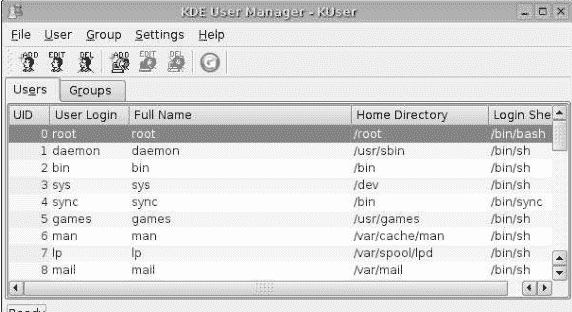 KDE User Manager - KUser
File User Group Settings Help
ADD EDIT DEL ADD EDIT DEL
Users Groups
UID User Login Full Name Home Directory Login She
0 root root /root /bin/bash
1 daemon daemon /usr/sbin /bin/sh
2 bin bin /bin /bin/sh
3 sys sys /dev /bin/sh
4 sync sync /bin /bin/sync
5 games games /usr/games /bin/sh
6 man man /var/cache/man /bin/sh
7 lp lp /var/spool/lpd /bin/sh
8 mail mail /var/mail /bin/sh
Ready